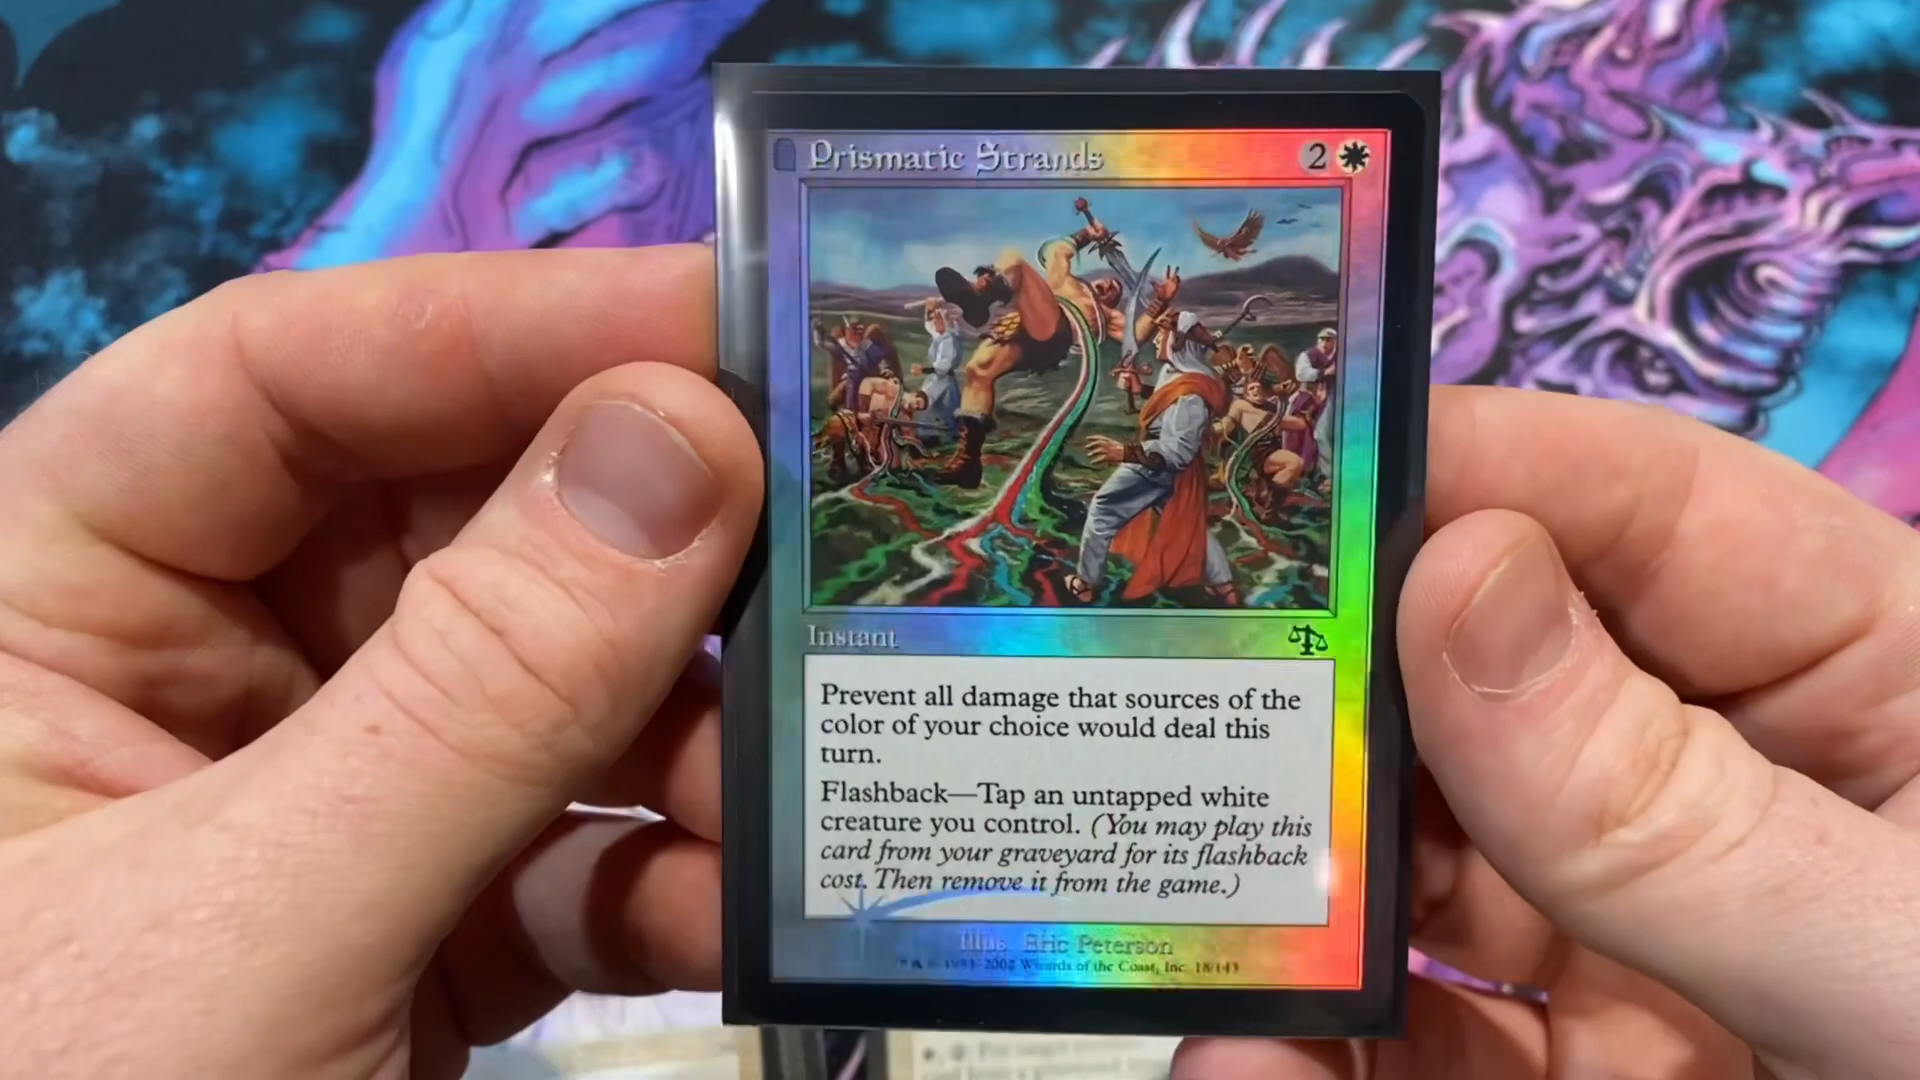 Prismatic Strands 2
Instant
Prevent all damage that sources of the
color of your choice would deal this
turn.
Flashback—Tap an untapped white
creature you control. (You may play this
card from your graveyard for its flashback
cost. Then remove it from the game.)
Illus. Eric Peterson
1993-2002 Wizards of the Coast, Inc. 18/143